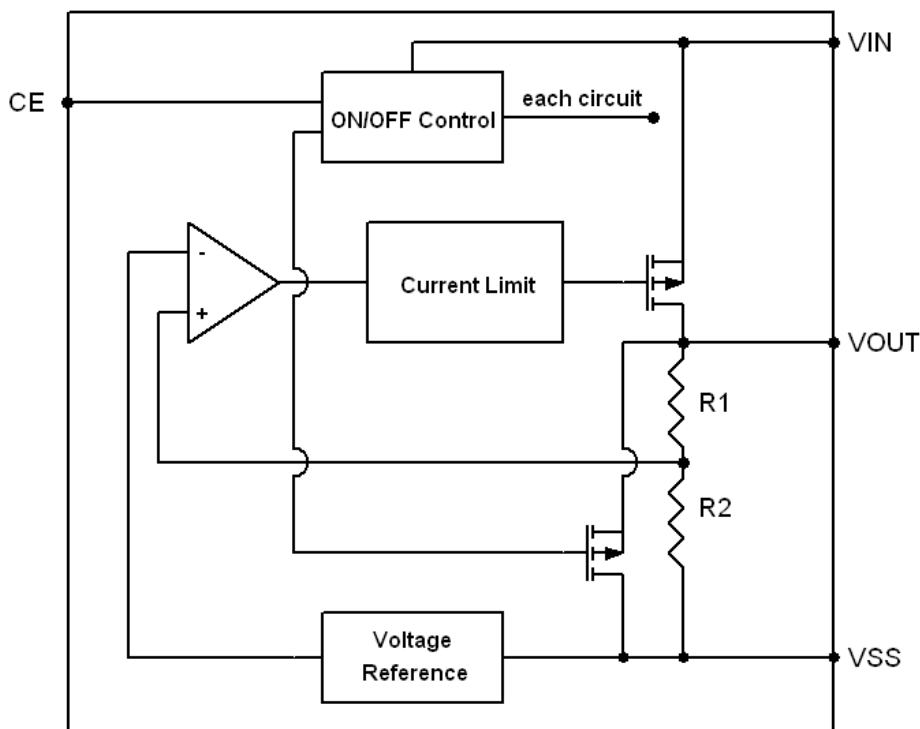 VIN
CE
each circuit
ON/OFF Control
-
+
Current Limit
VOUT
R1
R2
Voltage
Reference
VSS